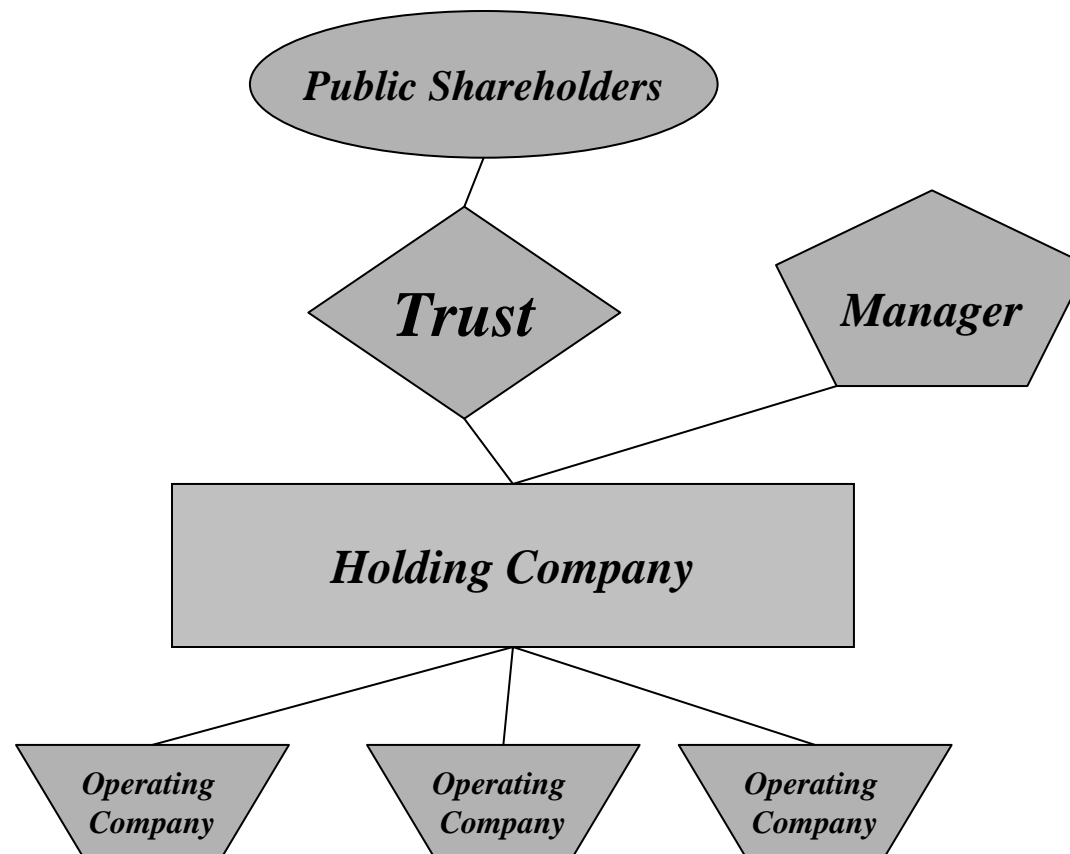 Public Shareholders
Trust
Manager
Holding Company
Operating
Company
Operating
Company
Operating
Company